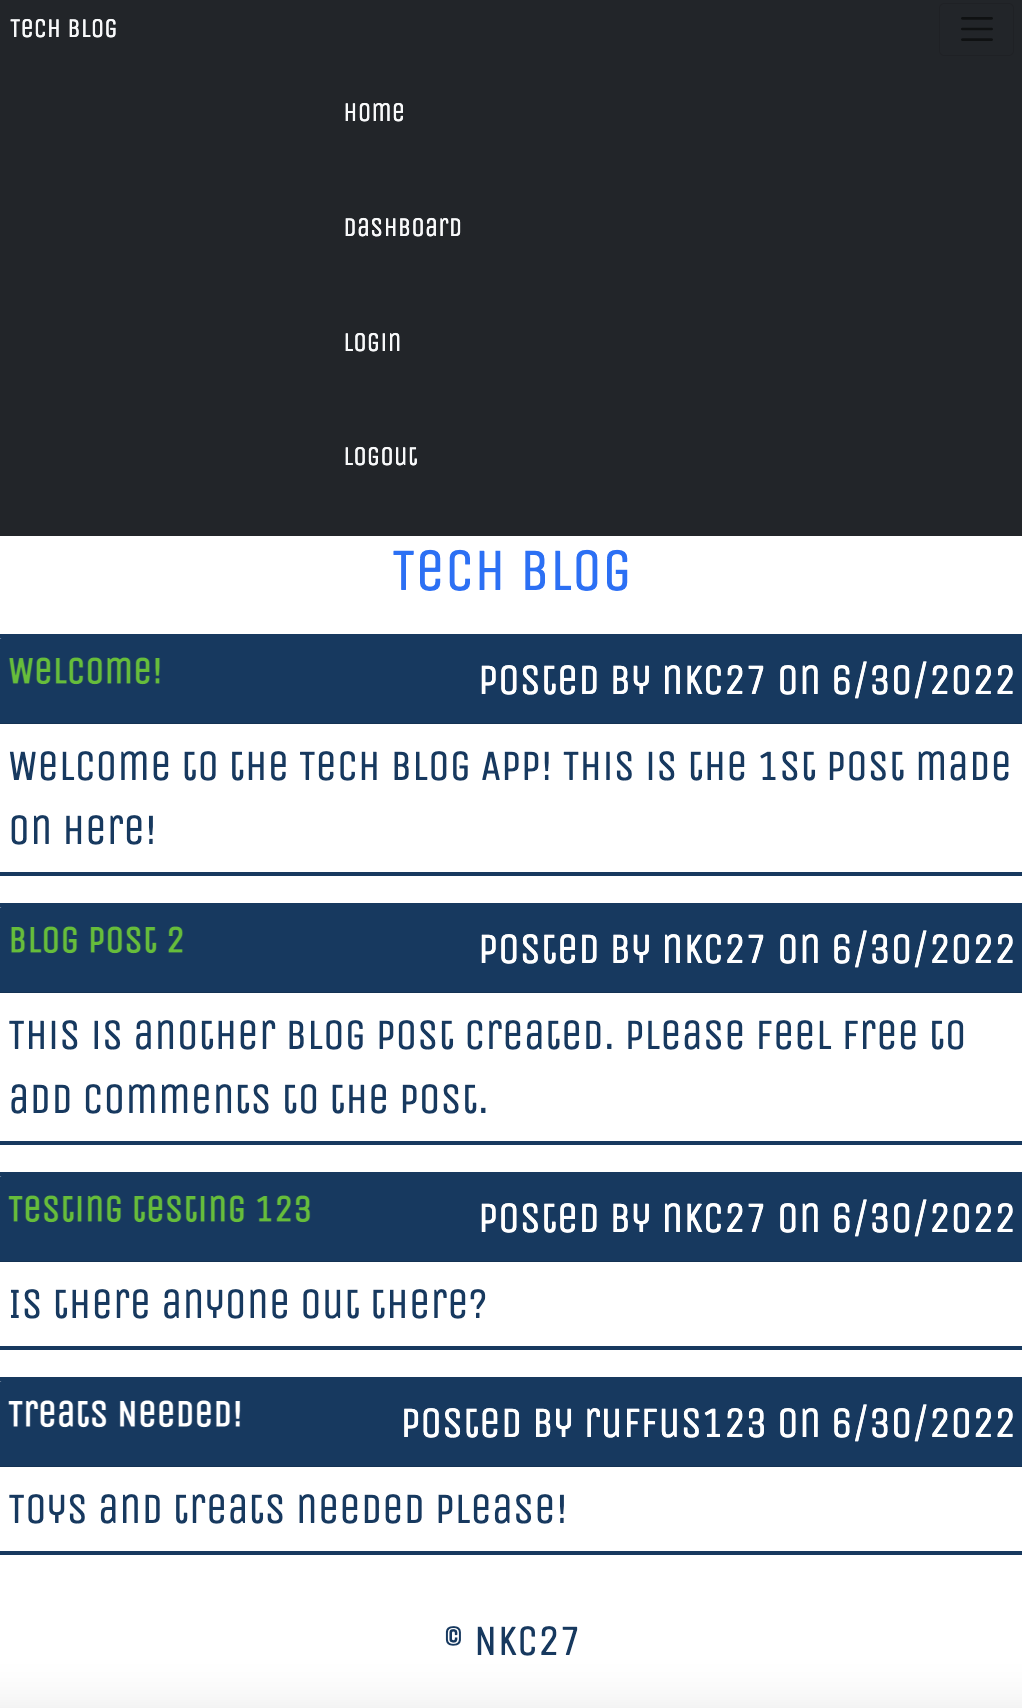 Tech Blog
Home
Dashboard
Login
Logout
Tech Blog
Welcome!
Posted by nkc27 on 6/30/2022
Welcome to the Tech Blog App! This is the 1st post made
on here!
Blog Post 2
Posted by nkc27 on 6/30/2022
This is another blog post created. Please feel free to
add comments to the post.
Testing testing 123
Posted by nkc27 on 6/30/2022
Is there anyone out there?
Treats Needed!
Posted by ruffus123 on 6/30/2022
Toys and treats needed please!
© NKC27